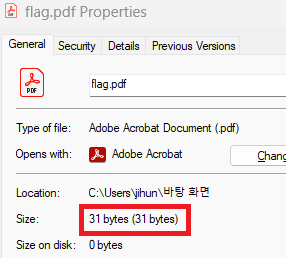 flag.pdf Properties
General Security Details Previous Versions
PDF
flag.pdf
Type of file: Adobe Acrobat Document (.pdf)
Opens with: Adobe Acrobat Chang
Location: C:\Users\jihun\바탕 화면
Size: 31 bytes (31 bytes)
Size on disk: 0 bytes